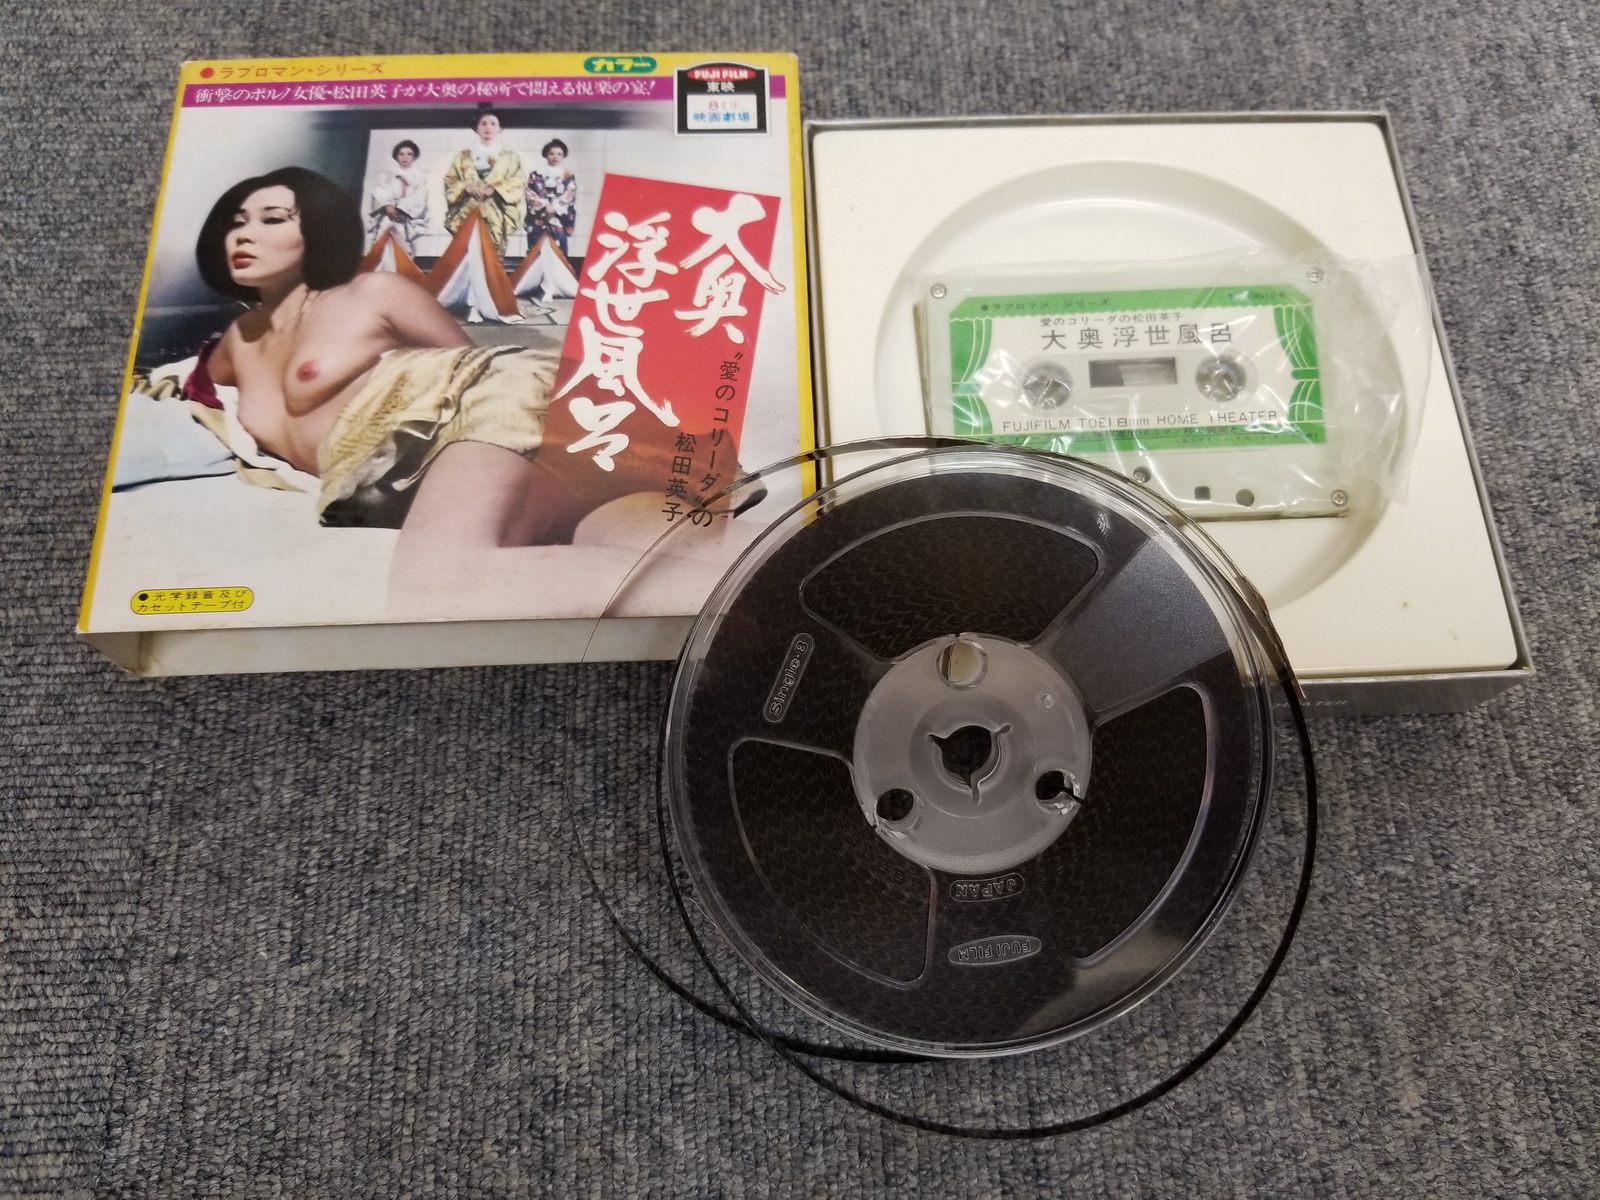 ●ラブロマン・シリーズ
カラー
衝撃のポルノ女優・松田英子が大奥の秘所で悶える悦楽の宴!
FUJI FILM
東映
8ミリ
映画劇場
大奥
浮世風呂
"愛のコリーダ"の
松田英子
●光学録音及び
カセットテープ付
ラブロマン・シリーズ
愛のコリーダの松田英子
大奥浮世風呂
FUJIFILM TOEI 8mm HOME THEATER
Single-8
JAPAN
FUJI FILM